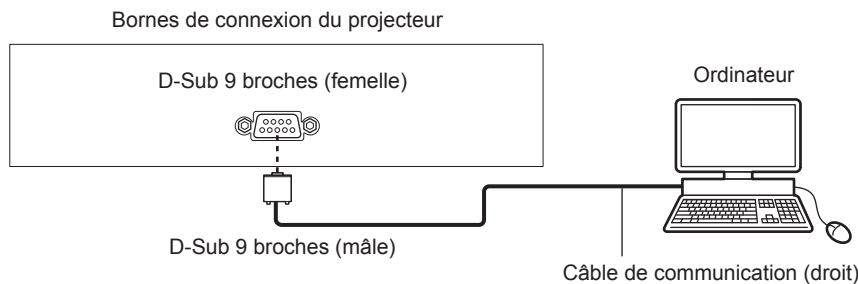 Bornes de connexion du projecteur
D-Sub 9 broches (femelle)
Ordinateur
D-Sub 9 broches (mâle)
Câble de communication (droit)